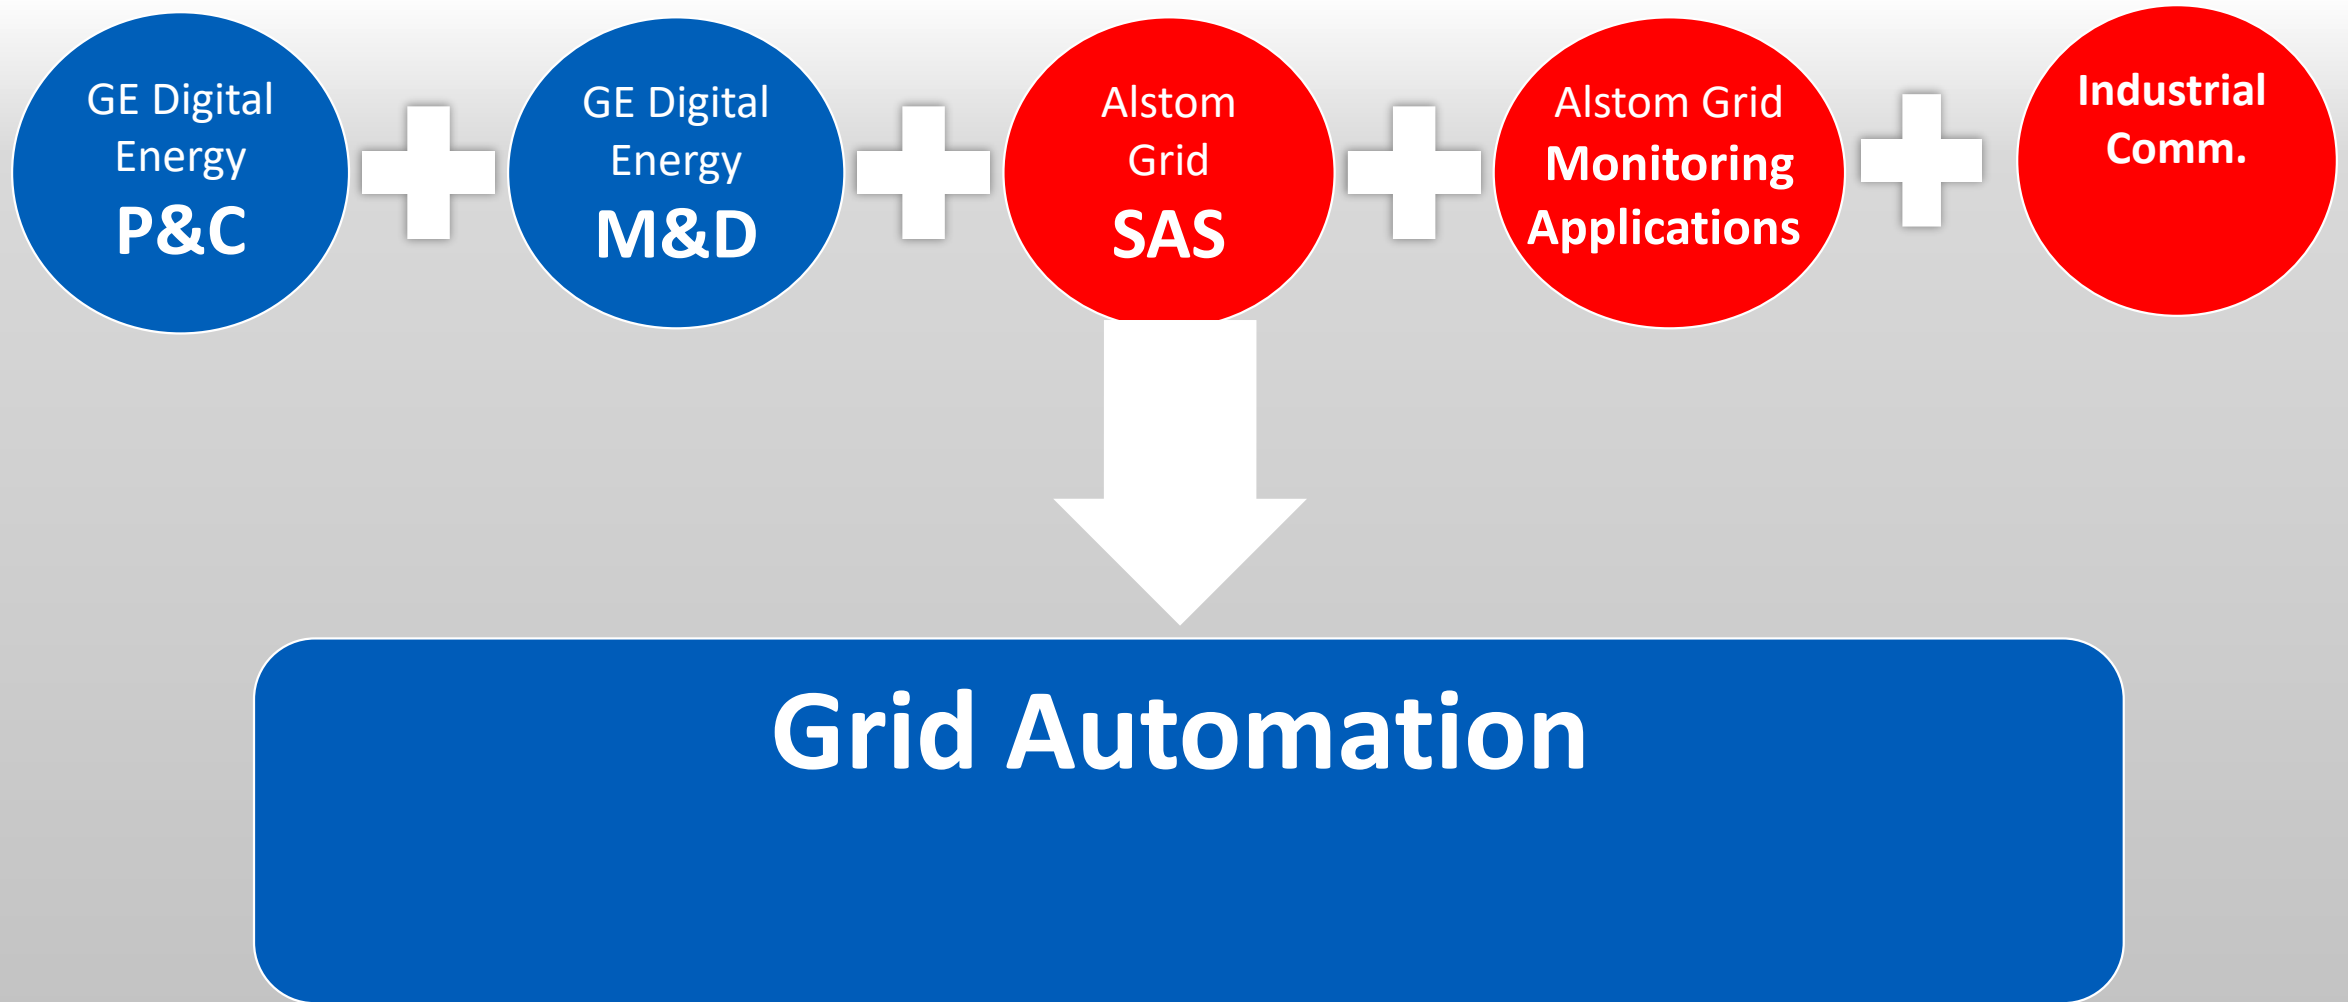 GE Digital
Energy
P&C
GE Digital
Energy
M&D
Alstom
Grid
SAS
Alstom Grid
Monitoring
Applications
Industrial
Comm.
Grid Automation